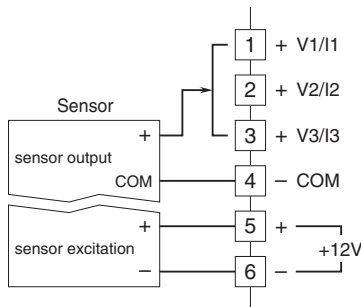 1 + V1/I1
2 + V2/I2
Sensor
+ 3 + V3/I3
sensor output
COM 4 − COM
+ 5 +
sensor excitation
+12V
− 6 −